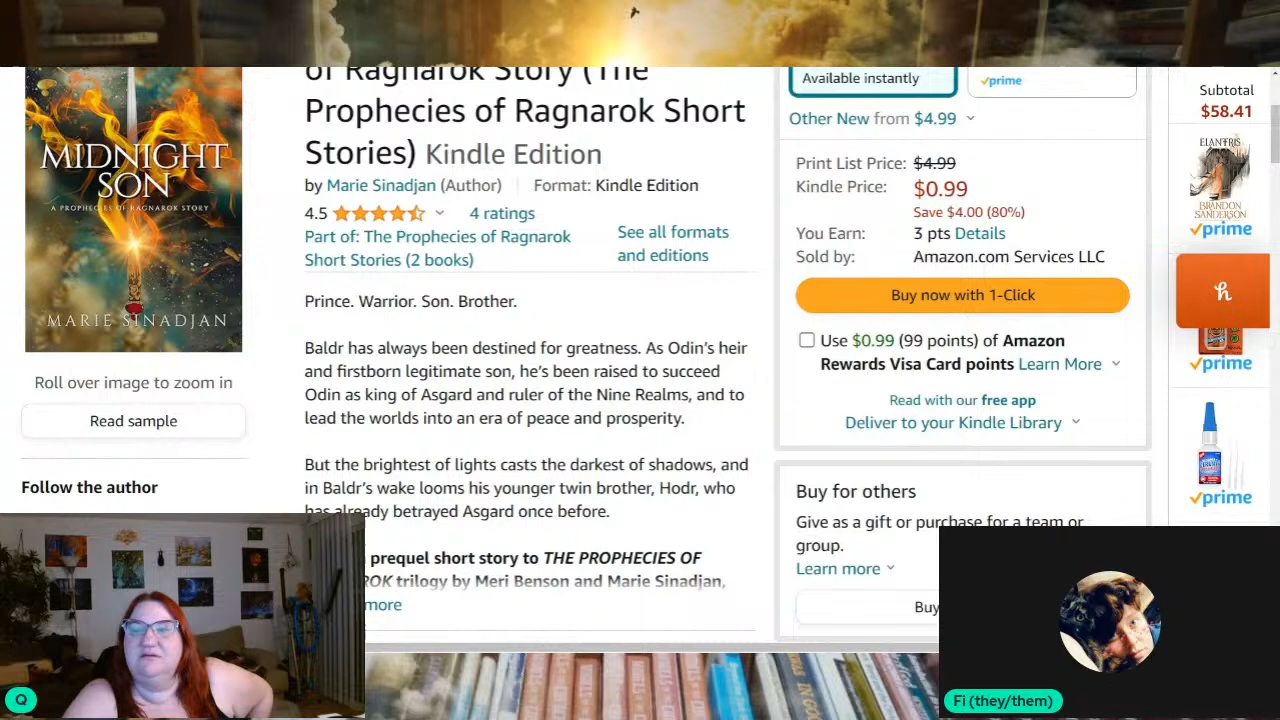 of Ragnarok Story (The
Prophecies of Ragnarok Short
Stories) Kindle Edition
by Marie Sinadjan (Author) Format: Kindle Edition
4.5 4 ratings
Part of: The Prophecies of Ragnarok
Short Stories (2 books)
See all formats
and editions
Prince. Warrior. Son. Brother.
Baldr has always been destined for greatness. As Odin's heir
and firstborn legitimate son, he's been raised to succeed
Odin as king of Asgard and ruler of the Nine Realms, and to
lead the worlds into an era of peace and prosperity.
But the brightest of lights casts the darkest of shadows, and
in Baldr's wake looms his younger twin brother, Hodr, who
has already betrayed Asgard once before.
prequel short story to THE PROPHECIES OF
ROK trilogy by Meri Benson and Marie Sinadjan,
more
MIDNIGHT
SON
A PROPHECIES OF RAGNAROK STORY
MARIE SINADJAN
Roll over image to zoom in
Read sample
Follow the author
Available instantly
prime
Other New from $4.99
Print List Price: $4.99
Kindle Price: $0.99
Save $4.00 (80%)
You Earn: 3 pts Details
Sold by: Amazon.com Services LLC
Buy now with 1-Click
Use $0.99 (99 points) of Amazon
Rewards Visa Card points Learn More
Read with our free app
Deliver to your Kindle Library
Buy for others
Give as a gift or purchase for a team or
group.
Learn more
Buy
Subtotal
$58.41
ELANTRIS
BRANDON
SANDERSON
prime
h
prime
prime
Q
Fi (they/them)